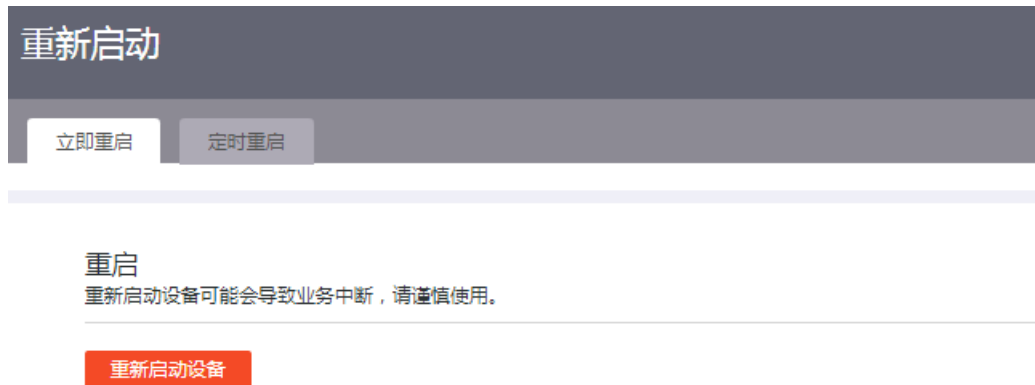 重新启动
立即重启
定时重启
重启
重新启动设备可能会导致业务中断，请谨慎使用。
重新启动设备